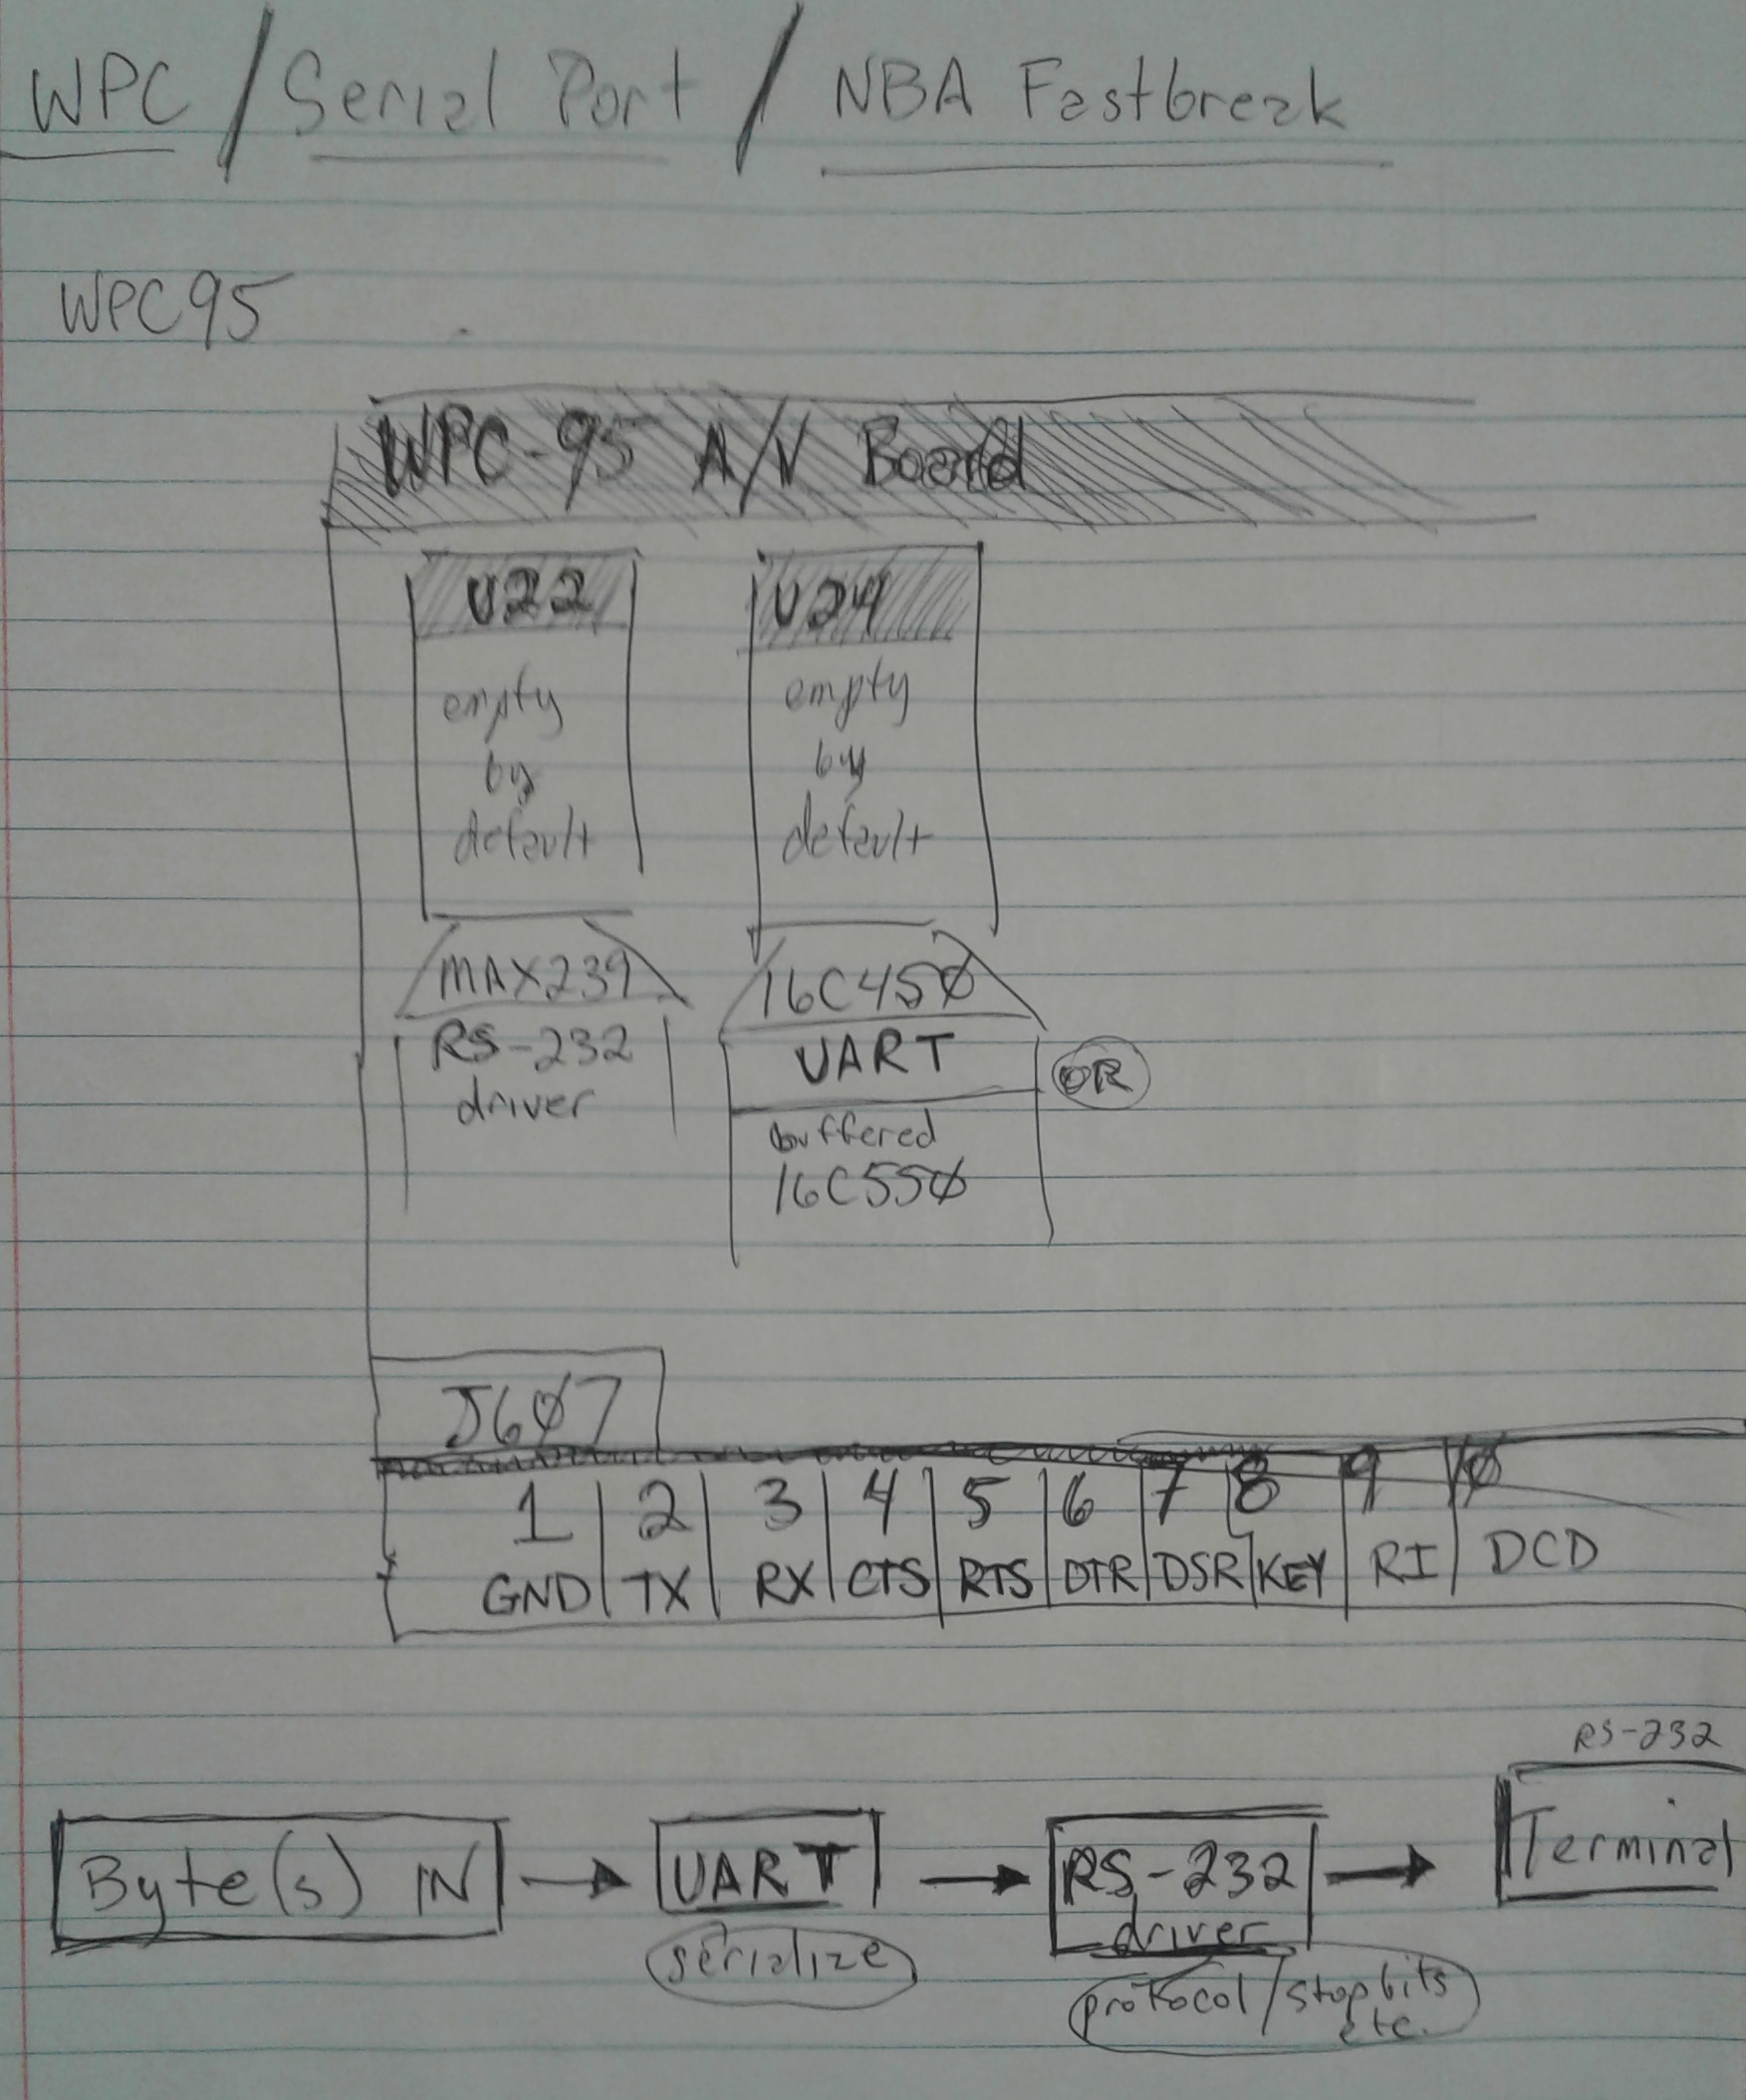 WPC / Serial Port / NBA Fastbreak
WPC95
WPC-95 A/V Board
U22 U24
empty empty
by by
default default
MAX239 16C450
RS-232 UART OR
driver buffered
16C550
J607
1 2 3 4 5 6 7 8 9 10
GND TX RX CTS RTS DTR DSR KEY RI DCD
RS-232
Byte(s) IN UART RS-232 Terminal
driver
serialize protocol/stop bits
etc.